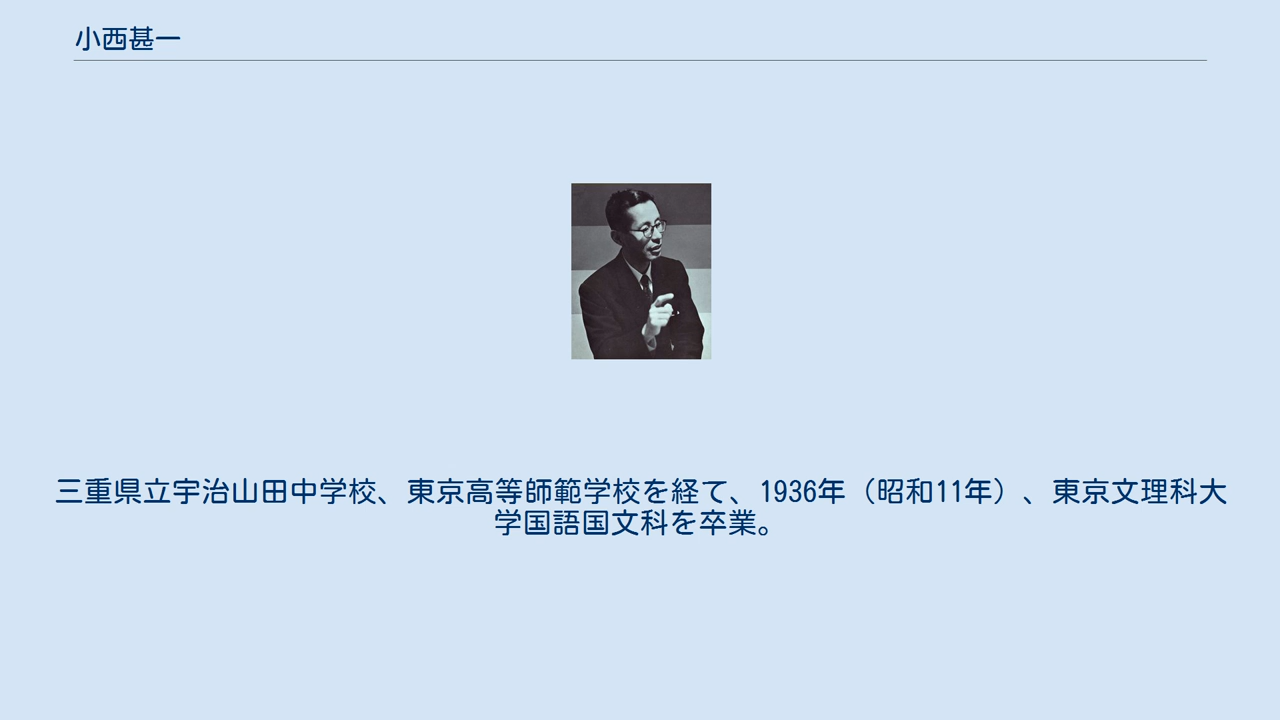 小西甚一
三重県立宇治山田中学校、東京高等師範学校を経て、1936年（昭和11年）、東京文理科大
学国語国文科を卒業。